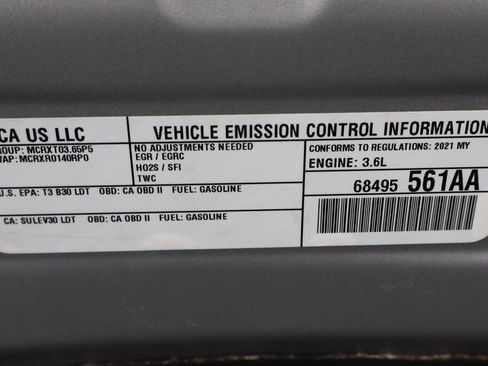 CA US LLC
VEHICLE EMISSION CONTROL INFORMATION
GROUP: MCRXT03.65P5
VAP: MCRXR0140RP0
NO ADJUSTMENTS NEEDED
EGR / EGRC
HO2S / SFI
TWC
CONFORMS TO REGULATIONS: 2021 MY
ENGINE: 3.6L
68495 561AA
U.S. EPA: T3 B30 LDT OBD: CA OBD II FUEL: GASOLINE
CA: SULEV30 LDT OBD: CA OBD II FUEL: GASOLINE